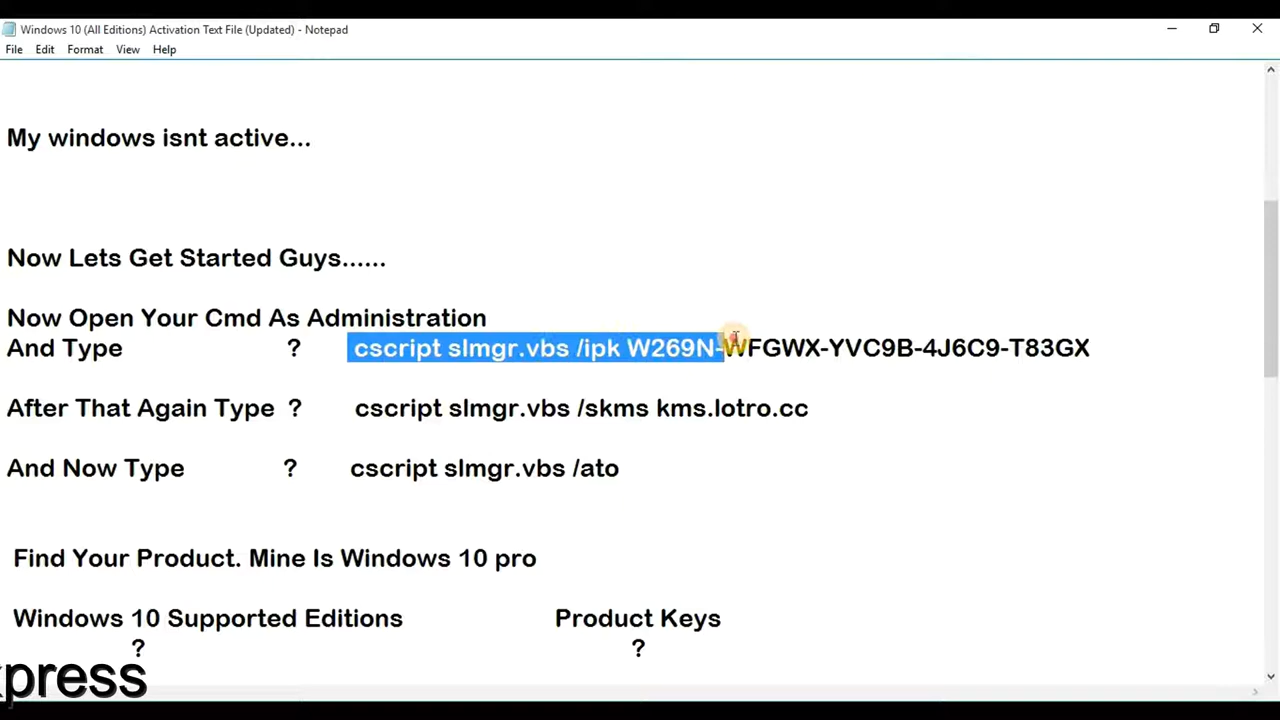 Windows 10 (All Editions) Activation Text File (Updated) - Notepad
File Edit Format View Help
My windows isnt active...
Now Lets Get Started Guys......
Now Open Your Cmd As Administration
And Type ? cscript slmgr.vbs /ipk W269N-WFGWX-YVC9B-4J6C9-T83GX
After That Again Type ? cscript slmgr.vbs /skms kms.lotro.cc
And Now Type ? cscript slmgr.vbs /ato
Find Your Product. Mine Is Windows 10 pro
Windows 10 Supported Editions Product Keys
? ?
xpress